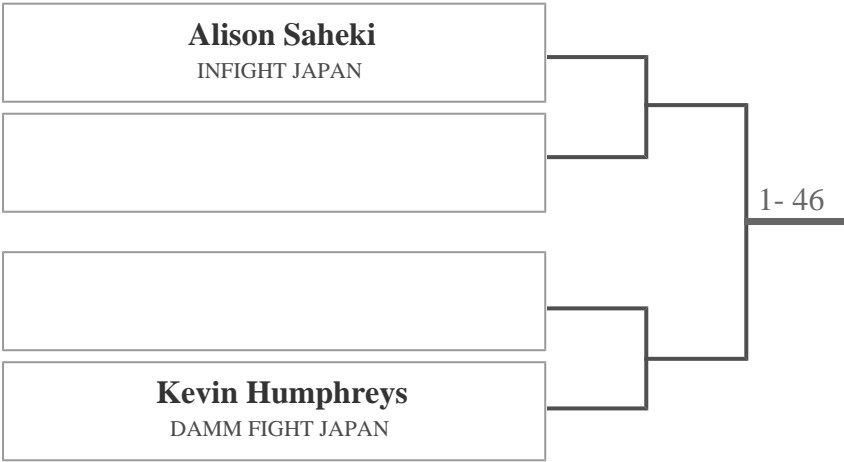 Alison Saheki
INFIGHT JAPAN
1- 46
Kevin Humphreys
DAMM FIGHT JAPAN